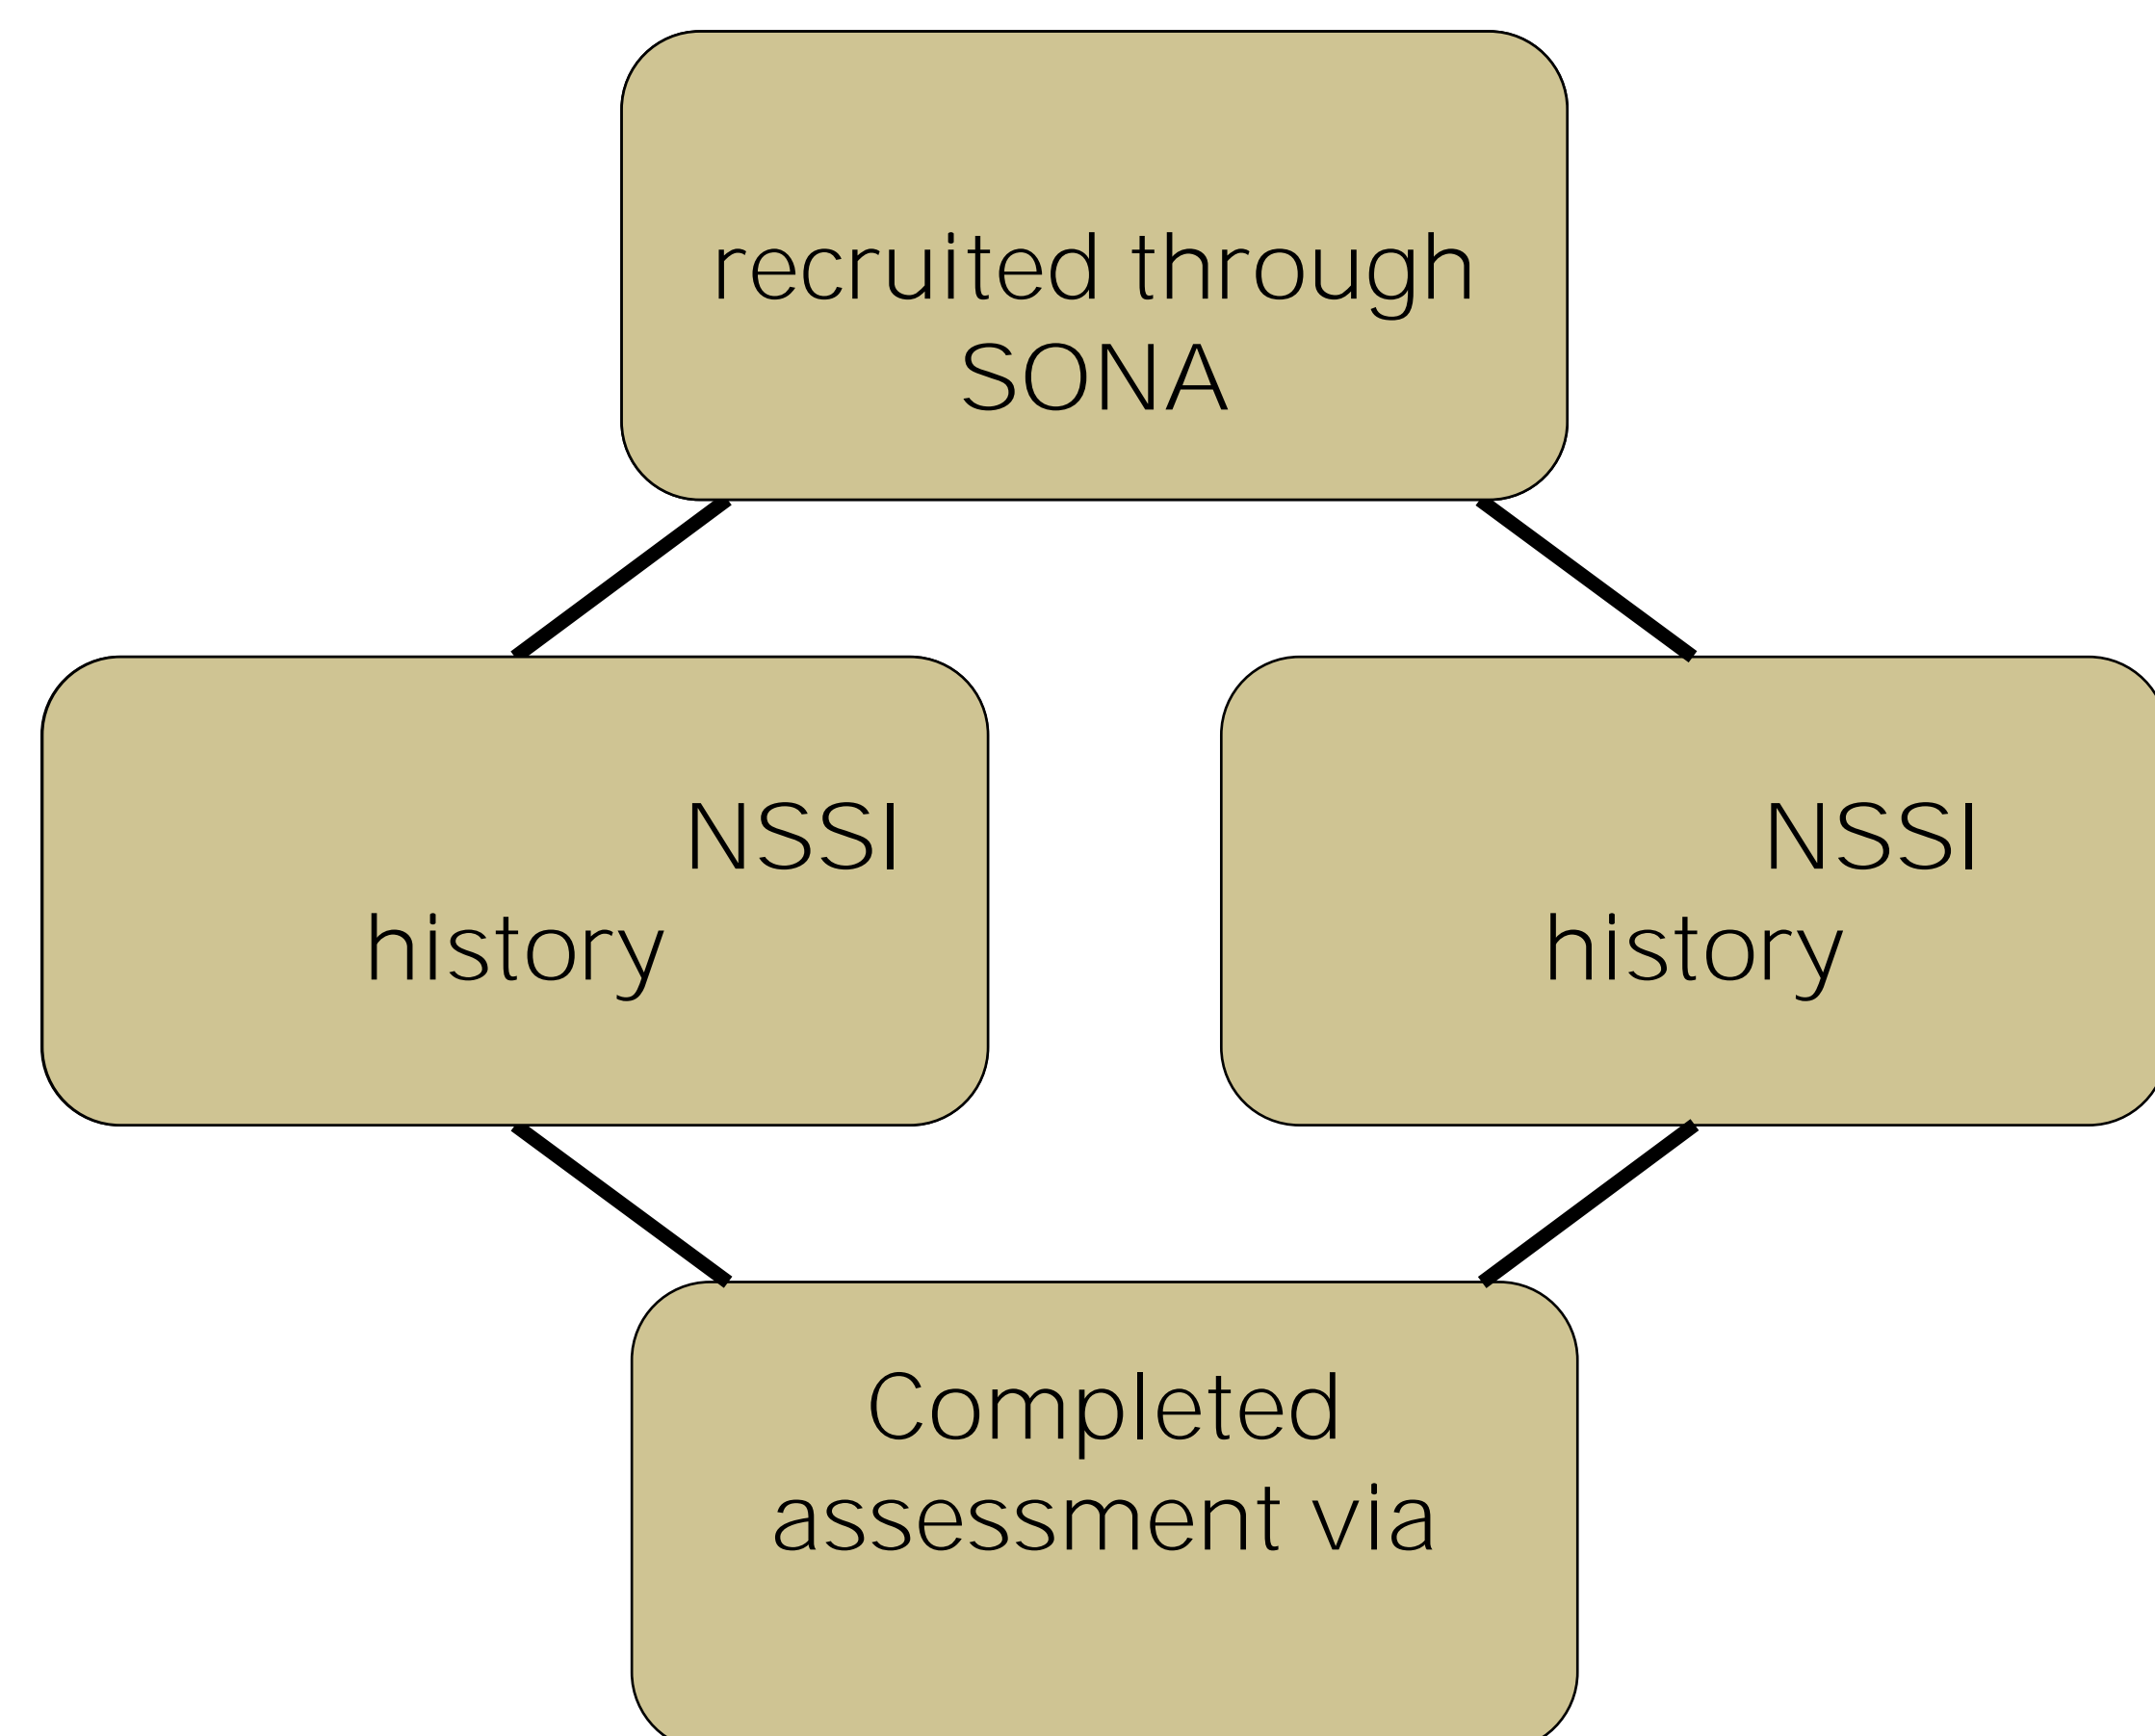 recruited through
SONA
NSSI
history
NSSI
history
Completed
assessment via